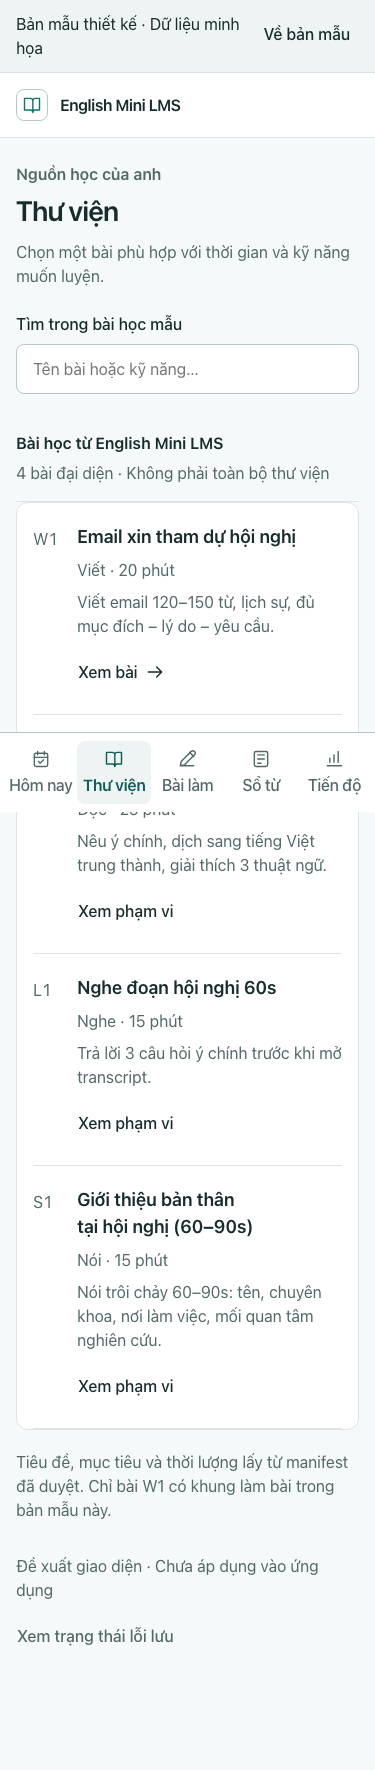 Bản mẫu thiết kế · Dữ liệu minh
họa
Về bản mẫu
English Mini LMS
Nguồn học của anh
Thư viện
Chọn một bài phù hợp với thời gian và kỹ năng
muốn luyện.
Tìm trong bài học mẫu
Tên bài hoặc kỹ năng...
Bài học từ English Mini LMS
4 bài đại diện · Không phải toàn bộ thư viện
W1
Email xin tham dự hội nghị
Viết · 20 phút
Viết email 120–150 từ, lịch sự, đủ
mục đích – lý do – yêu cầu.
Xem bài →
Hôm nay
Thư viện
Bài làm
Sổ từ
Tiến độ
Nêu ý chính, dịch sang tiếng Việt
trung thành, giải thích 3 thuật ngữ.
Xem phạm vi
L1
Nghe đoạn hội nghị 60s
Nghe · 15 phút
Trả lời 3 câu hỏi ý chính trước khi mở
transcript.
Xem phạm vi
S1
Giới thiệu bản thân
tại hội nghị (60–90s)
Nói · 15 phút
Nói trôi chảy 60–90s: tên, chuyên
khoa, nơi làm việc, mối quan tâm
nghiên cứu.
Xem phạm vi
Tiêu đề, mục tiêu và thời lượng lấy từ manifest
đã duyệt. Chỉ bài W1 có khung làm bài trong
bản mẫu này.
Đề xuất giao diện · Chưa áp dụng vào ứng
dụng
Xem trạng thái lỗi lưu